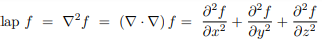 lap f = ∇²f = (∇ · ∇) f = ∂²f/∂x² + ∂²f/∂y² + ∂²f/∂z²